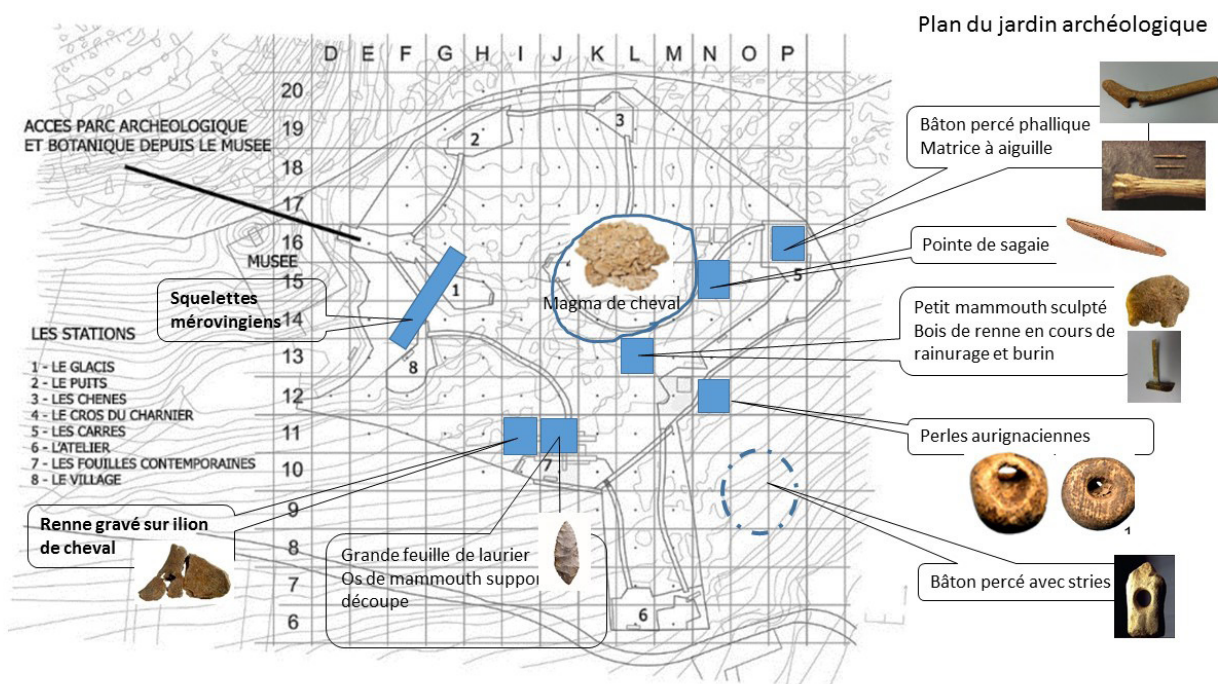 Plan du jardin archéologique
D E F G H I J K L M N O P
20
19
18
17
16
15
14
13
12
11
10
9
8
7
6
ACCES PARC ARCHEOLOGIQUE
ET BOTANIQUE DEPUIS LE MUSEE
MUSEE
2
3
1
8
5
7
6
Magma de cheval
Squelettes
mérovingiens
LES STATIONS
1 - LE GLACIS
2 - LE PUITS
3 - LES CHENES
4 - LE CROS DU CHARNIER
5 - LES CARRES
6 - L'ATELIER
7 - LES FOUILLES CONTEMPORAINES
8 - LE VILLAGE
Renne gravé sur ilion
de cheval
Grande feuille de laurier
Os de mammouth suppo
découpe
Bâton percé phallique
Matrice à aiguille
Pointe de sagaie
Petit mammouth sculpté
Bois de renne en cours de
rainurage et burin
Perles aurignaciennes
1
Bâton percé avec stries
E